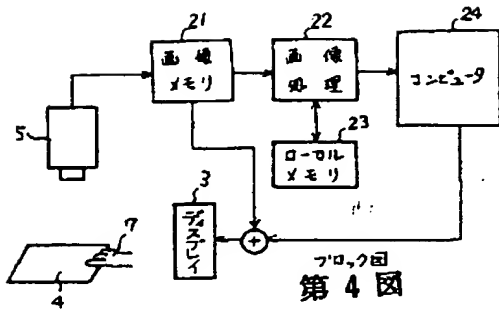 21
22
24
画像
メモリ
画像
処理
コンピュータ
5
23
ローカル
メモリ
3
ディスプレイ
7
4
ブロック図
第4図